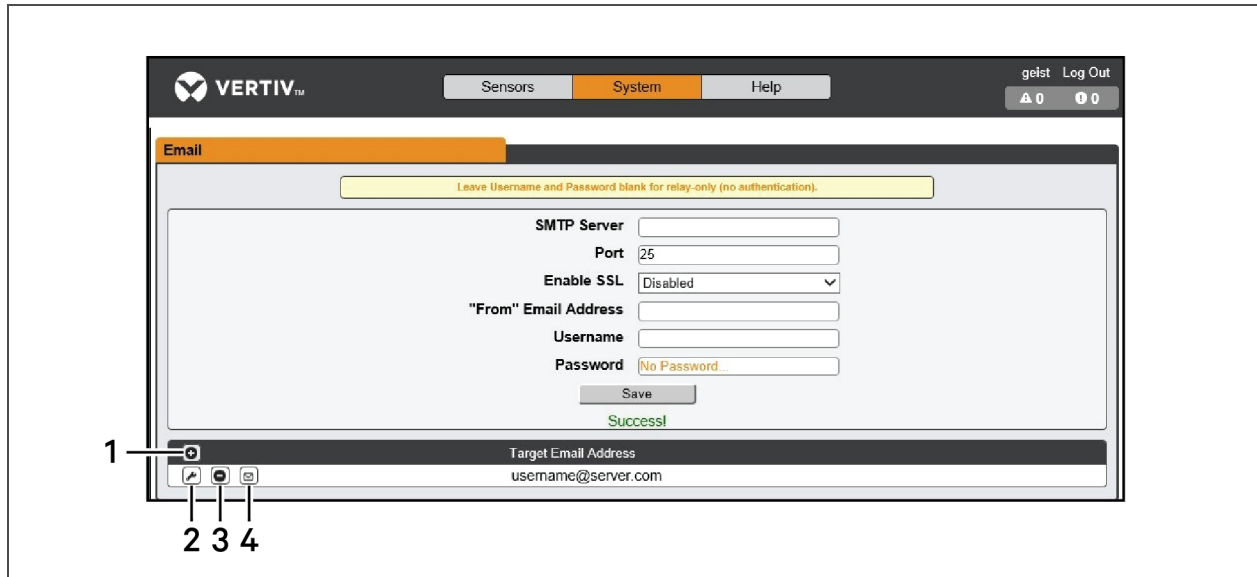 VERTIV™
Sensors System Help
geist Log Out
0 0
Email
Leave Username and Password blank for relay-only (no authentication).
SMTP Server
Port 25
Enable SSL Disabled
"From" Email Address
Username
Password No Password...
Save
Success!
1 Target Email Address
username@server.com
2 3 4